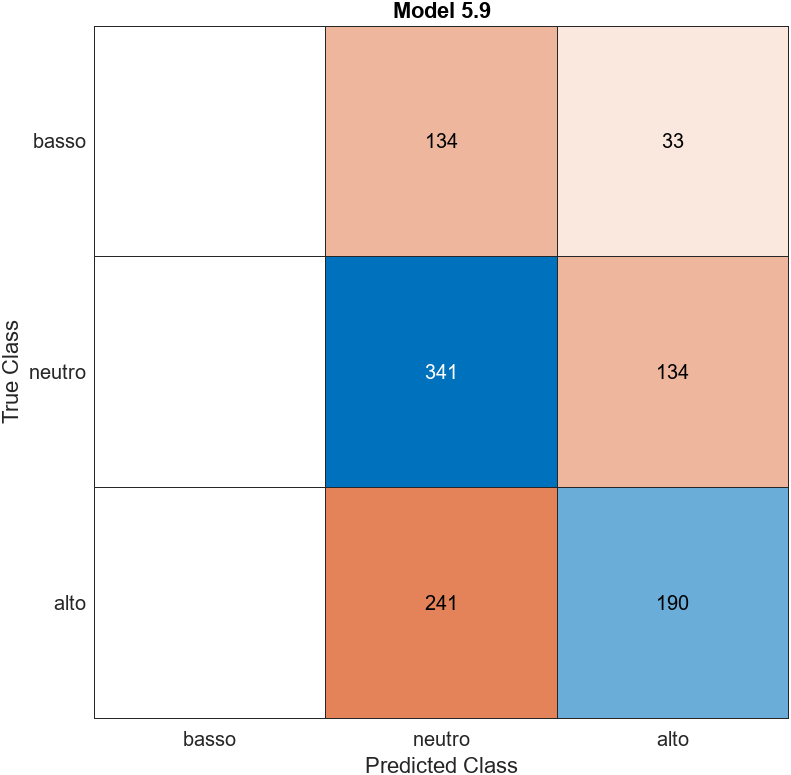 Model 5.9
True Class
basso
134 33
neutro
341 134
alto
241 190
basso neutro alto
Predicted Class